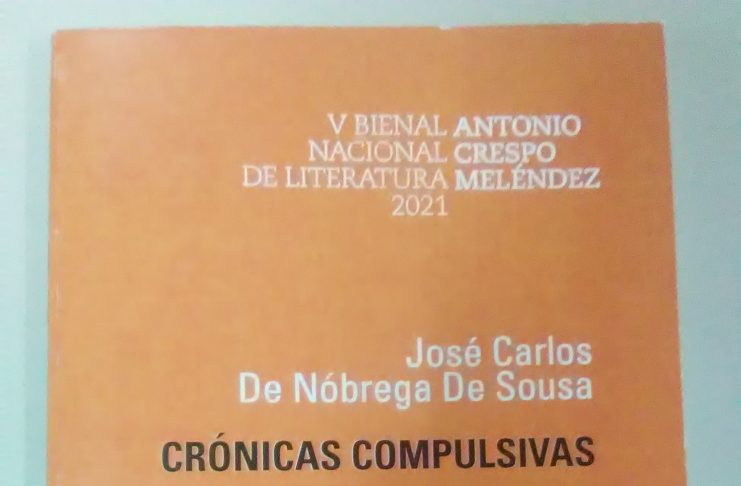 V BIENAL ANTONIO
NACIONAL CRESPO
DE LITERATURA MELÉNDEZ
2021
José Carlos
De Nóbrega De Sousa
CRÓNICAS COMPULSIVAS